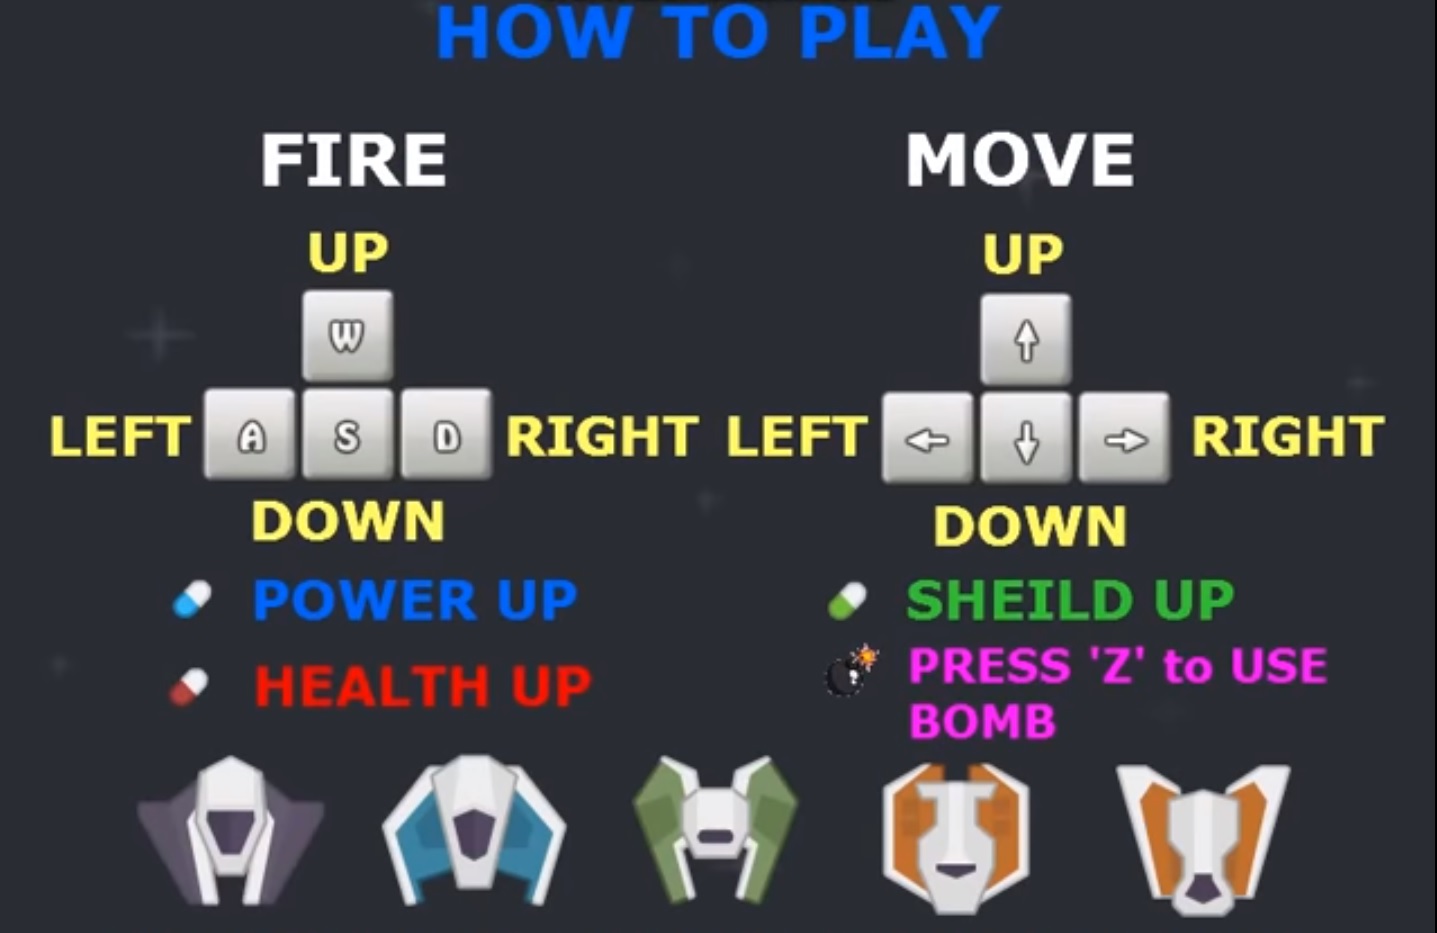 HOW TO PLAY
FIRE
MOVE
UP
UP
W
LEFT A S D RIGHT
LEFT RIGHT
DOWN
DOWN
POWER UP
SHEILD UP
HEALTH UP
PRESS 'Z' to USE
BOMB